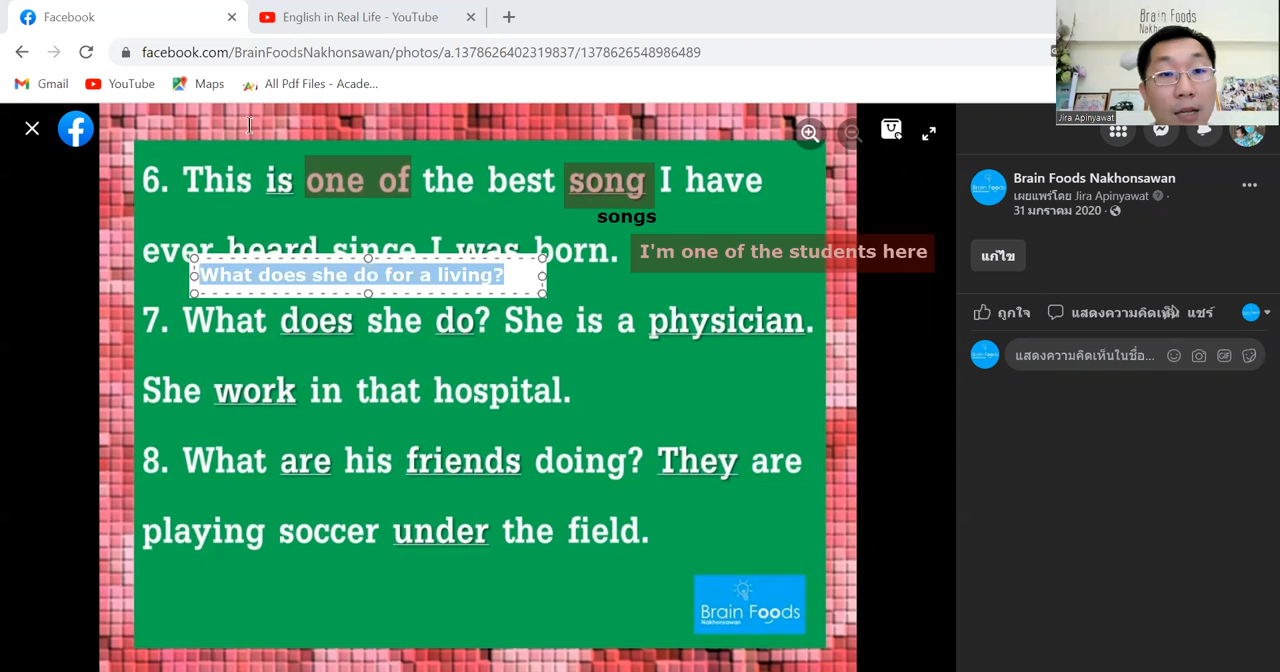 Facebook
English in Real Life - YouTube
facebook.com/BrainFoodsNakhonsawan/photos/a.1378626402319837/1378626548986489
Gmail
YouTube
Maps
All Pdf Files - Acade...
Brain Foods
Jira Apinyawat
6. This is one of the best song I have
songs
ever heard since I was born.
I'm one of the students here
What does she do for a living?
7. What does she do? She is a physician.
She work in that hospital.
8. What are his friends doing? They are
playing soccer under the field.
Brain Foods
Nakhonsawan
Brain Foods Nakhonsawan
เผยแพร่โดย Jira Apinyawat
31 มกราคม 2020
แก้ไข
ถูกใจ
แสดงความคิดเห็น
แชร์
แสดงความคิดเห็นในชื่อ...